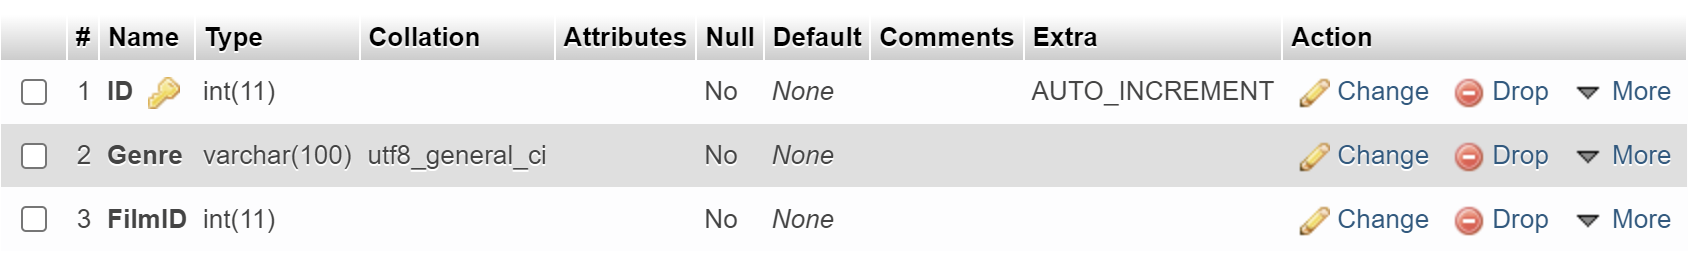 # Name Type Collation Attributes Null Default Comments Extra Action
1 ID int(11) No None AUTO_INCREMENT Change Drop More
2 Genre varchar(100) utf8_general_ci No None Change Drop More
3 FilmID int(11) No None Change Drop More